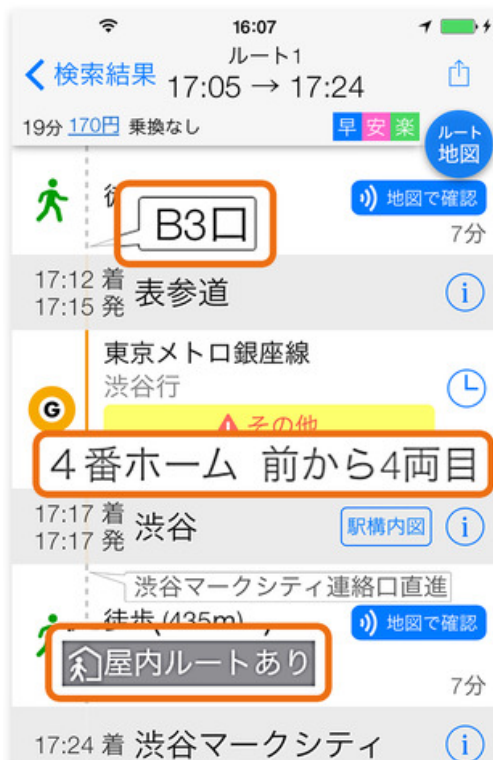 16:07
検索結果
ルート1
17:05 → 17:24
19分 170円 乗換なし
早 安 楽
ルート
地図
B3口
地図で確認
7分
17:12 着
17:15 発
表参道
東京メトロ銀座線
渋谷行
G
その他
4番ホーム 前から4両目
17:17 着
17:17 発
渋谷
駅構内図
渋谷マークシティ連絡口直進
徒歩 (435m)
地図で確認
屋内ルートあり
7分
17:24 着 渋谷マークシティ